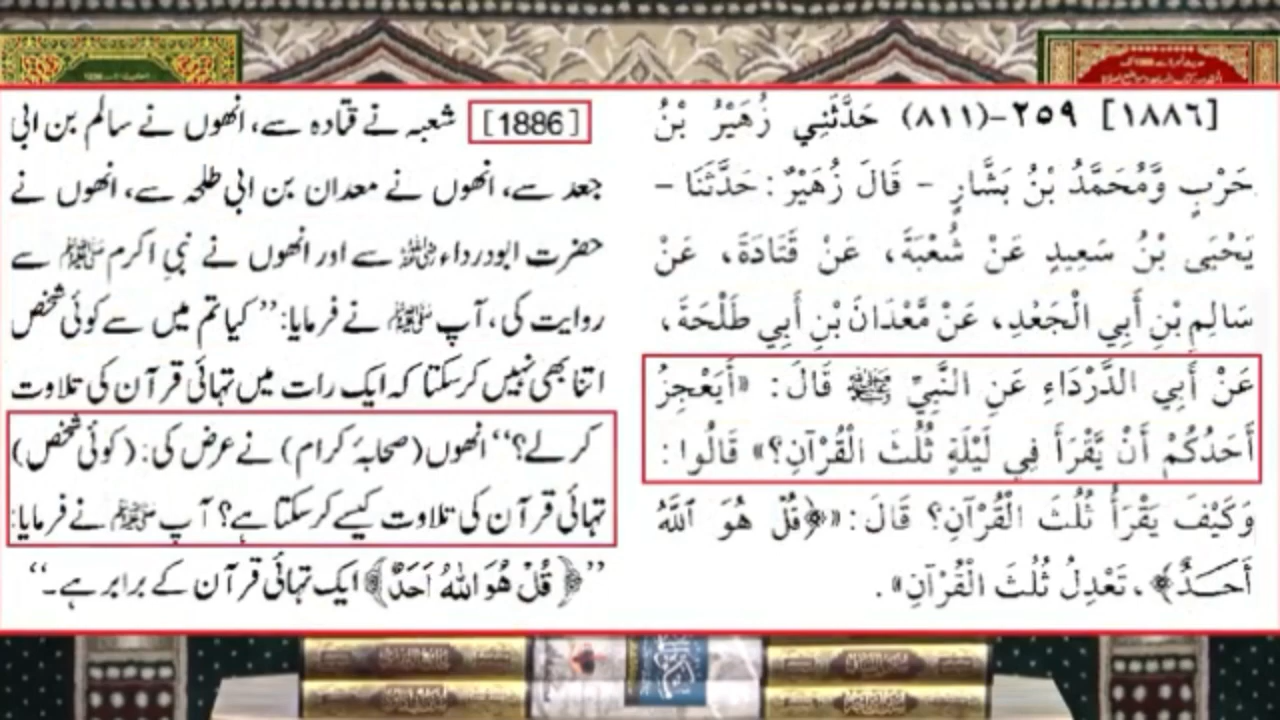 [١٨٨٦] ٢٥٩-(٨١١) حَدَّثَنِي زُهَيْرُ بْنُ
حَرْبٍ وَّمُحَمَّدُ بْنُ بَشَّارٍ - قَالَ زُهَيْرٌ: حَدَّثَنَا -
يَحْيَى بْنُ سَعِيدٍ عَنْ شُعْبَةَ، عَنْ قَتَادَةَ، عَنْ
سَالِمِ بْنِ أَبِي الْجَعْدِ، عَنْ مَّعْدَانَ بْنِ أَبِي طَلْحَةَ،
عَنْ أَبِي الدَّرْدَاءِ عَنِ النَّبِيِّ ﷺ قَالَ: «أَيَعْجِزُ
أَحَدُكُمْ أَنْ يَّقْرَأَ فِي لَيْلَةٍ ثُلُثَ الْقُرْآنِ؟» قَالُوا:
وَكَيْفَ يَقْرَأُ ثُلُثَ الْقُرْآنِ؟ قَالَ: «﴿قُلْ هُوَ ٱللَّهُ
أَحَدٌ﴾، تَعْدِلُ ثُلُثَ الْقُرْآنِ».
[1886] شعبہ نے قتادہ سے، انھوں نے سالم بن ابی
جعد سے، انھوں نے معدان بن ابی طلحہ سے، انھوں نے
حضرت ابودرداء رضی اللہ عنہ سے اور انھوں نے نبیِ اکرم ﷺ سے
روایت کی، آپ ﷺ نے فرمایا: ”کیا تم میں سے کوئی شخص
اتنا بھی نہیں کرسکتا کہ ایک رات میں تہائی قرآن کی تلاوت
کرلے؟“ انھوں (صحابۂ کرام) نے عرض کی: (کوئی شخص)
تہائی قرآن کی تلاوت کیسے کرسکتا ہے؟ آپ ﷺ نے فرمایا:
”﴿قُلْ هُوَ اللّٰهُ اَحَدٌ﴾ ایک تہائی قرآن کے برابر ہے۔“